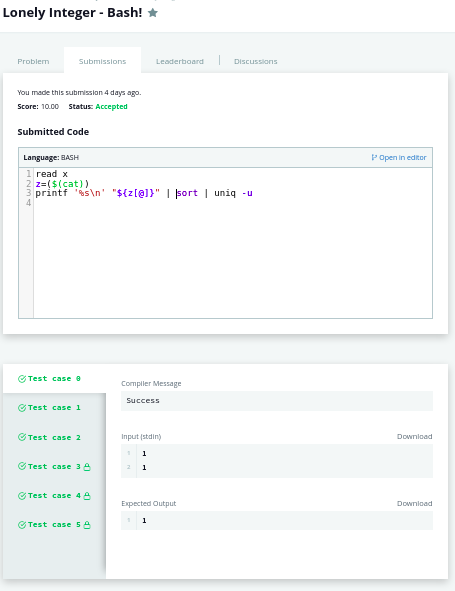 Lonely Integer - Bash!
Problem
Submissions
Leaderboard
Discussions
You made this submission 4 days ago.
Score: 10.00 Status: Accepted
Submitted Code
Language: BASH
Open in editor
1 read x
2 z=($(cat))
3 printf '%s\n' "${z[@]}" | sort | uniq -u
4
Test case 0
Test case 1
Test case 2
Test case 3
Test case 4
Test case 5
Compiler Message
Success
Input (stdin)
Download
1 1
2 1
Expected Output
Download
1 1